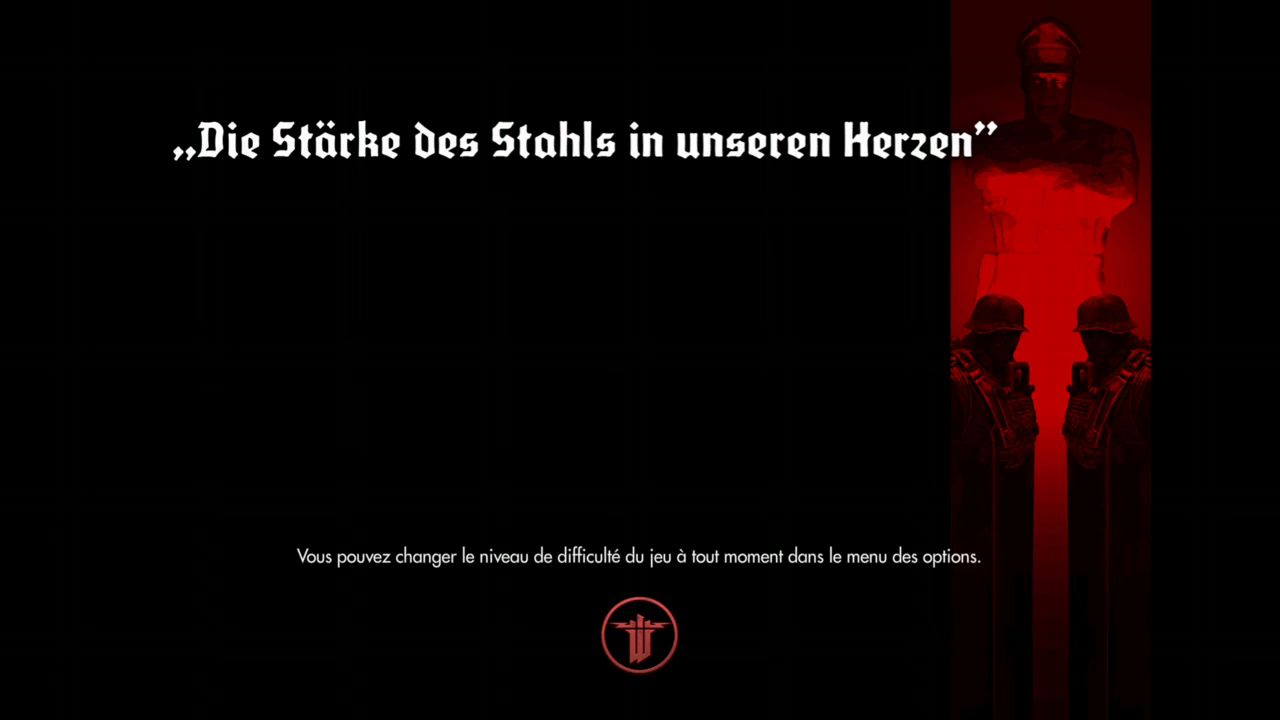 „Die Stärke des Stahls in unseren Herzen”
Vous pouvez changer le niveau de difficulté du jeu à tout moment dans le menu des options.